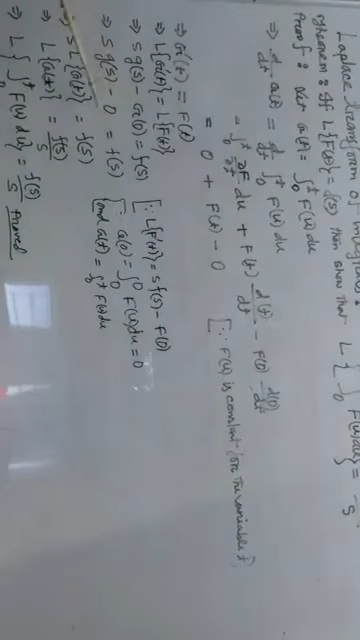 Laplace transform of integral:
Theorem: If L{F(t)} = f(s) then show that L{∫₀ᵗ F(u)du} = /s
Proof: Let G(t) = ∫₀ᵗ F(u)du
⇒ d/dt G(t) = d/dt ∫₀ᵗ F(u)du
= ∫₀ᵗ ∂F/∂t du + F(t) d(t)/dt − F(0) d(0)/dt
= 0 + F(t) − 0 [∵ F(u) is constant for the variable t]
⇒ G'(t) = F(t)
⇒ L{G'(t)} = L{F(t)}
⇒ s g(s) − G(0) = f(s) [∵ L{F'(t)} = s f(s) − F(0)
⇒ s g(s) − 0 = f(s) [∵ G(0) = ∫₀⁰ F(u)du = 0
⇒ s L{G(t)} = f(s) and G(t) = ∫₀ᵗ F(u)du
⇒ L{G(t)} = f(s)/s
⇒ L{∫₀ᵗ F(u)du} = f(s)/s Proved